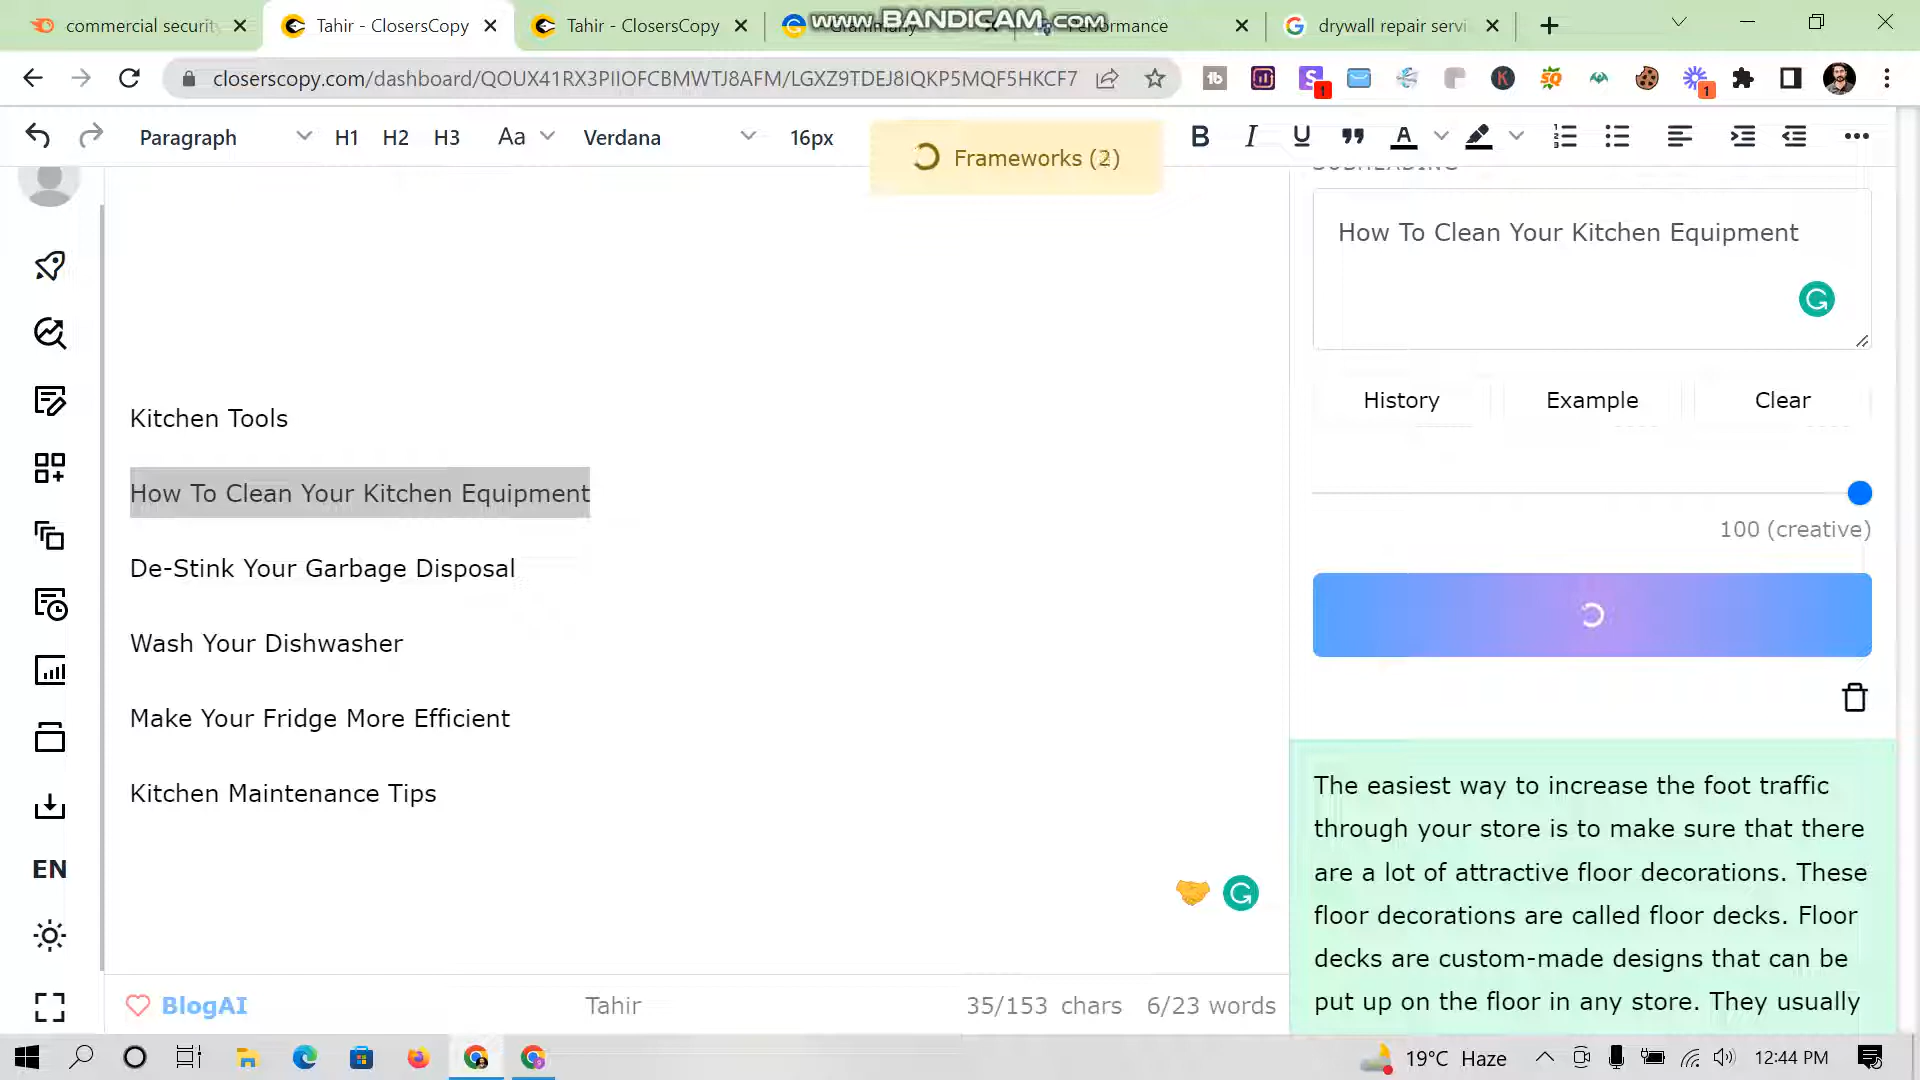 commercial securit
Tahir - ClosersCopy
Tahir - ClosersCopy
www.BANDICAM.com
Performance
drywall repair servi
closerscopy.com/dashboard/QOUX41RX3PIIOFCBMWTJ8AFM/LGXZ9TDEJ8IQKP5MQF5HKCF7
Paragraph
H1
H2
H3
Aa
Verdana
16px
Frameworks (2)
B
I
U
A
SUBHEADING
How To Clean Your Kitchen Equipment
History
Example
Clear
100 (creative)
Kitchen Tools
How To Clean Your Kitchen Equipment
De-Stink Your Garbage Disposal
Wash Your Dishwasher
Make Your Fridge More Efficient
Kitchen Maintenance Tips
The easiest way to increase the foot traffic
through your store is to make sure that there
are a lot of attractive floor decorations. These
floor decorations are called floor decks. Floor
decks are custom-made designs that can be
put up on the floor in any store. They usually
EN
BlogAI
Tahir
35/153 chars
6/23 words
19°C Haze
12:44 PM